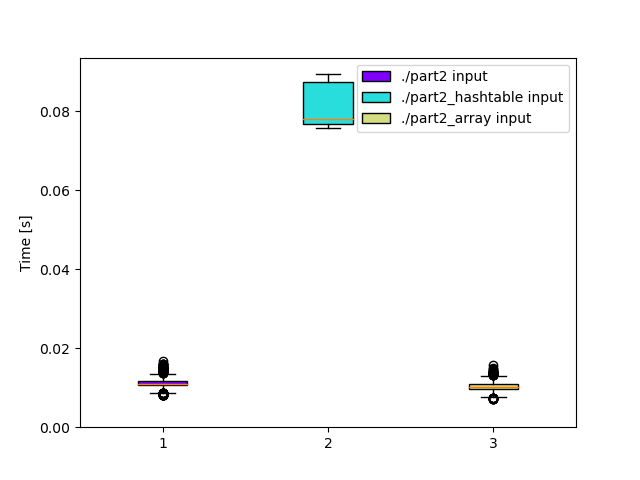 ./part2 input
./part2_hashtable input
./part2_array input
Time [s]
0.08
0.06
0.04
0.02
0.00
1
2
3